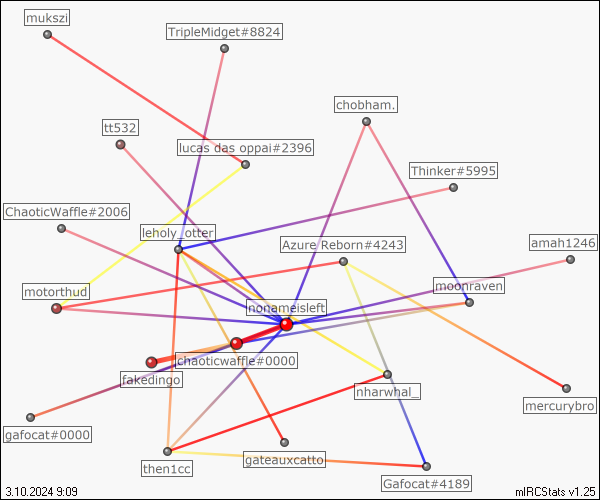 mukszi
TripleMidget#8824
chobham.
tt532
lucas das oppai#2396
Thinker#5995
ChaoticWaffle#2006
leholy_otter
Azure_Reborn#4243
amah1246
motorthud
moonraven
nonameisleft
chaoticwaffle#0000
fakedingo
nharwhal_
mercurybro
gafocat#0000
then1cc
gateauxcatto
Gafocat#4189
3.10.2024 9:09
mIRCStats v1.25